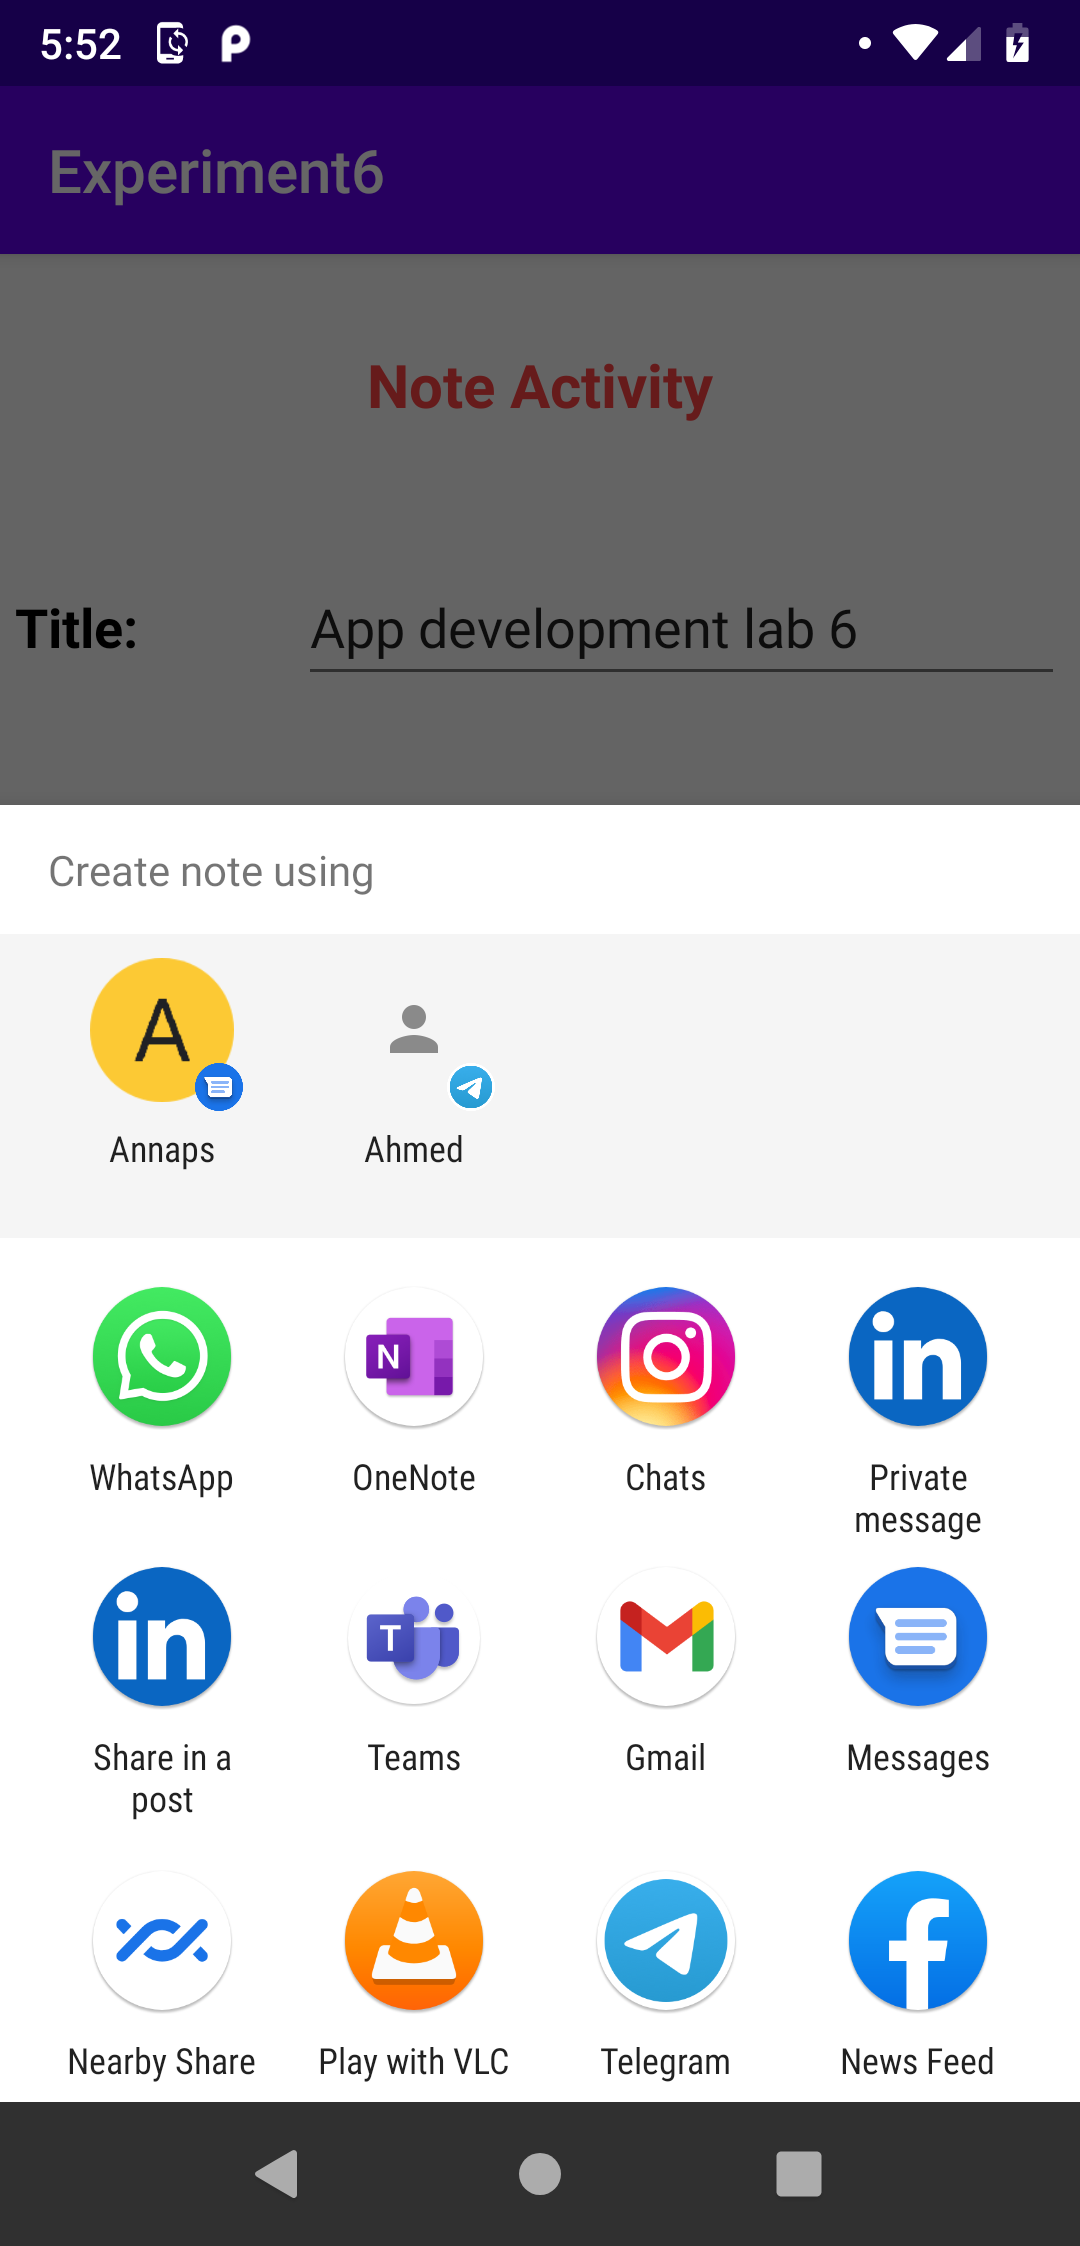 5:52
Experiment6
Note Activity
Title: App development lab 6
Create note using
A
Annaps Ahmed
N
in
WhatsApp OneNote Chats Private message
in
T
Share in a post Teams Gmail Messages
Nearby Share Play with VLC Telegram News Feed